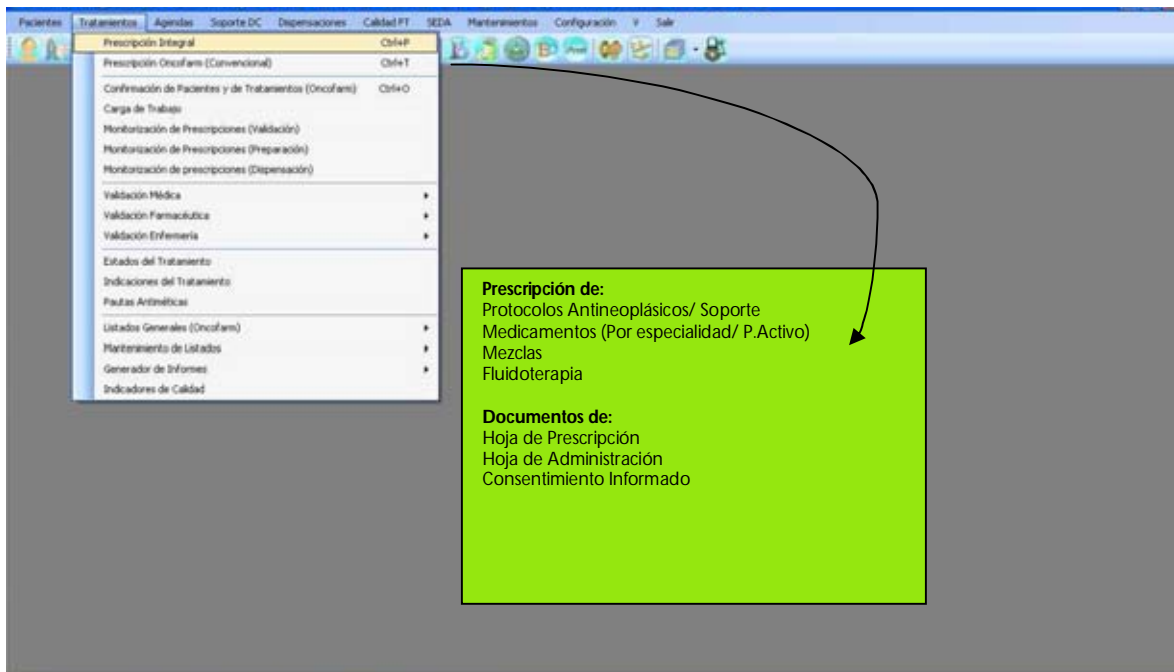 Pacientes Tratamientos Agendas Soporte DC Dispensaciones Calidad PT SEDA Mantenimientos Configuración ? Salir
Prescripción Integral Ctrl+P
Prescripción Oncofarm (Convencional) Ctrl+T
Confirmación de Pacientes y de Tratamientos (Oncofarm) Ctrl+O
Carga de Trabajo
Monitorización de Prescripciones (Validación)
Monitorización de Prescripciones (Preparación)
Monitorización de prescripciones (Dispensación)
Validación Médica
Validación Farmacéutica
Validación Enfermería
Estados del Tratamiento
Indicaciones del Tratamiento
Pautas Antieméticas
Listados Generales (Oncofarm)
Mantenimiento de Listados
Generador de Informes
Indicadores de Calidad
Prescripción de:
Protocolos Antineoplásicos/ Soporte
Medicamentos (Por especialidad/ P.Activo)
Mezclas
Fluidoterapia
Documentos de:
Hoja de Prescripción
Hoja de Administración
Consentimiento Informado